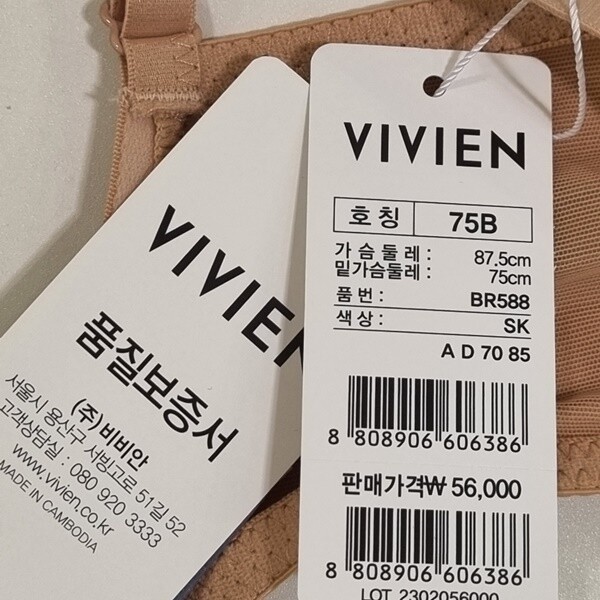 VIVIEN
호칭 75B
가슴둘레 : 87.5cm
밑가슴둘레 : 75cm
품번 : BR588
색상 : SK
A D 70 85
8 808906 606386
판매가격₩ 56,000
8 808906 606386
LOT 2302056000
VIVIEN
품질보증서
(주)비비안
서울시 용산구 서빙고로 51길 52
고객상담실 : 080 920 3333
www.vivien.co.kr
MADE IN CAMBODIA